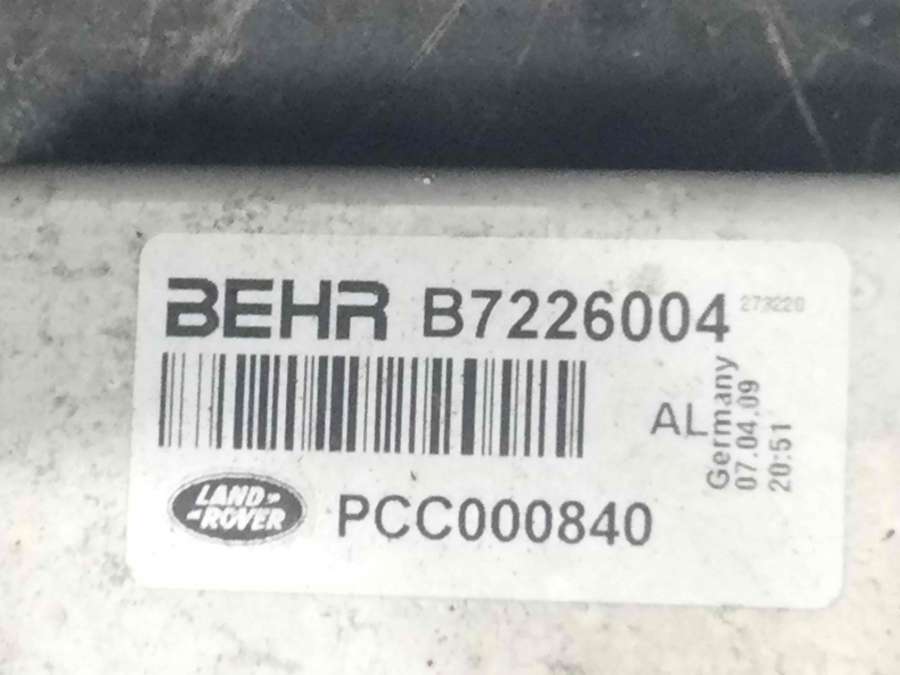 BEHR B7226004 273220
AL
Germany
07.04.09
20:51
LAND
ROVER
PCC000840